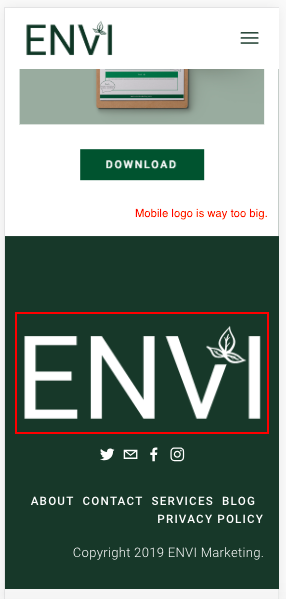 ENVI
DOWNLOAD
Mobile logo is way too big.
ENVI
ABOUT CONTACT SERVICES BLOG
PRIVACY POLICY
Copyright 2019 ENVI Marketing.